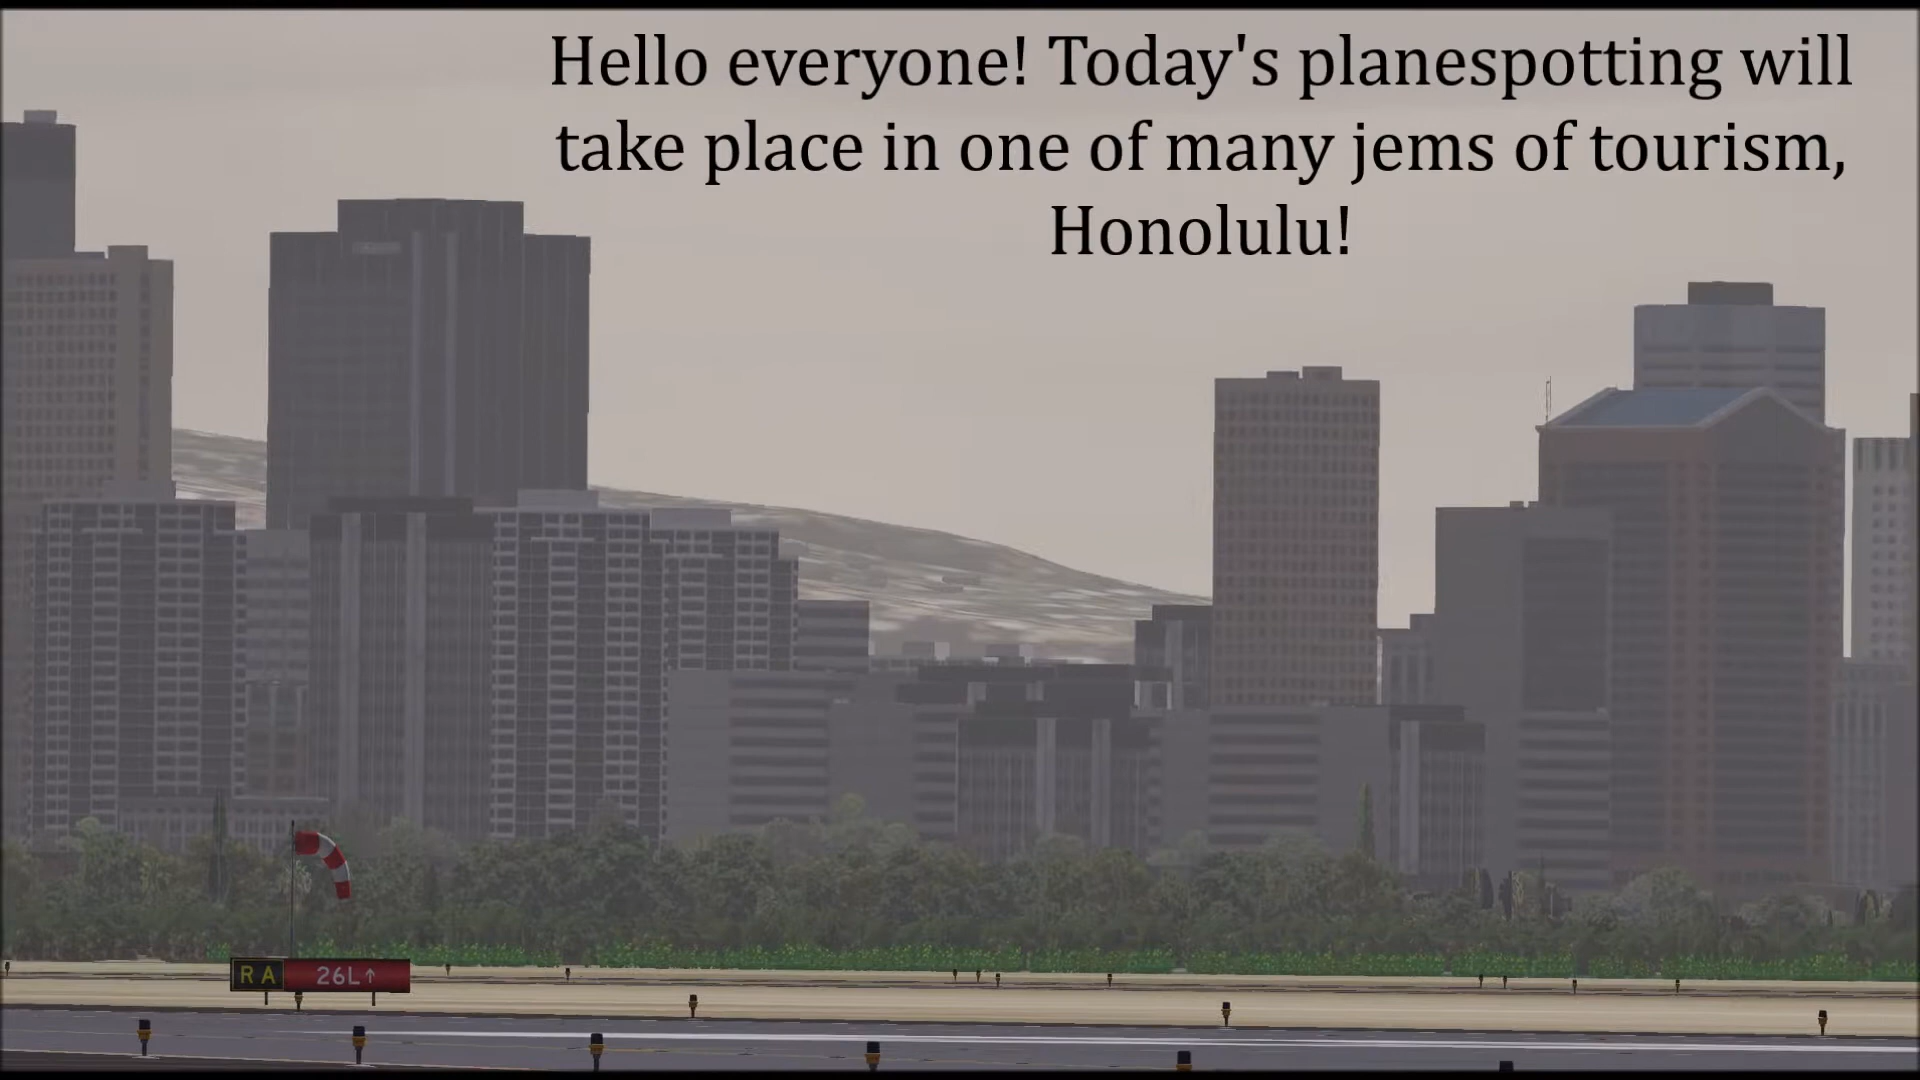 Hello everyone! Today's planespotting will
take place in one of many jems of tourism,
Honolulu!
RA 26L↑